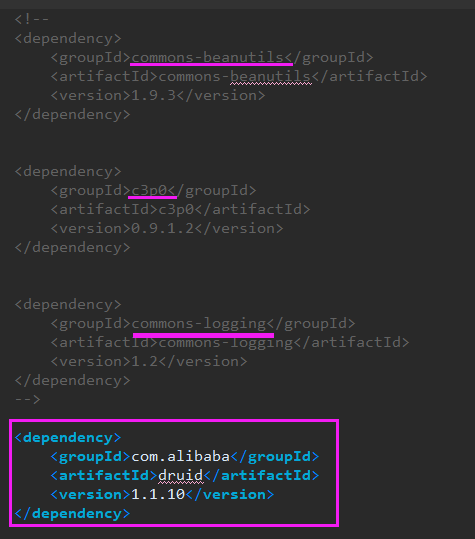 <!--
<dependency>
<groupId>commons-beanutils</groupId>
<artifactId>commons-beanutils</artifactId>
<version>1.9.3</version>
</dependency>
<dependency>
<groupId>c3p0</groupId>
<artifactId>c3p0</artifactId>
<version>0.9.1.2</version>
</dependency>
<dependency>
<groupId>commons-logging</groupId>
<artifactId>commons-logging</artifactId>
<version>1.2</version>
</dependency>
-->
<dependency>
<groupId>com.alibaba</groupId>
<artifactId>druid</artifactId>
<version>1.1.10</version>
</dependency>